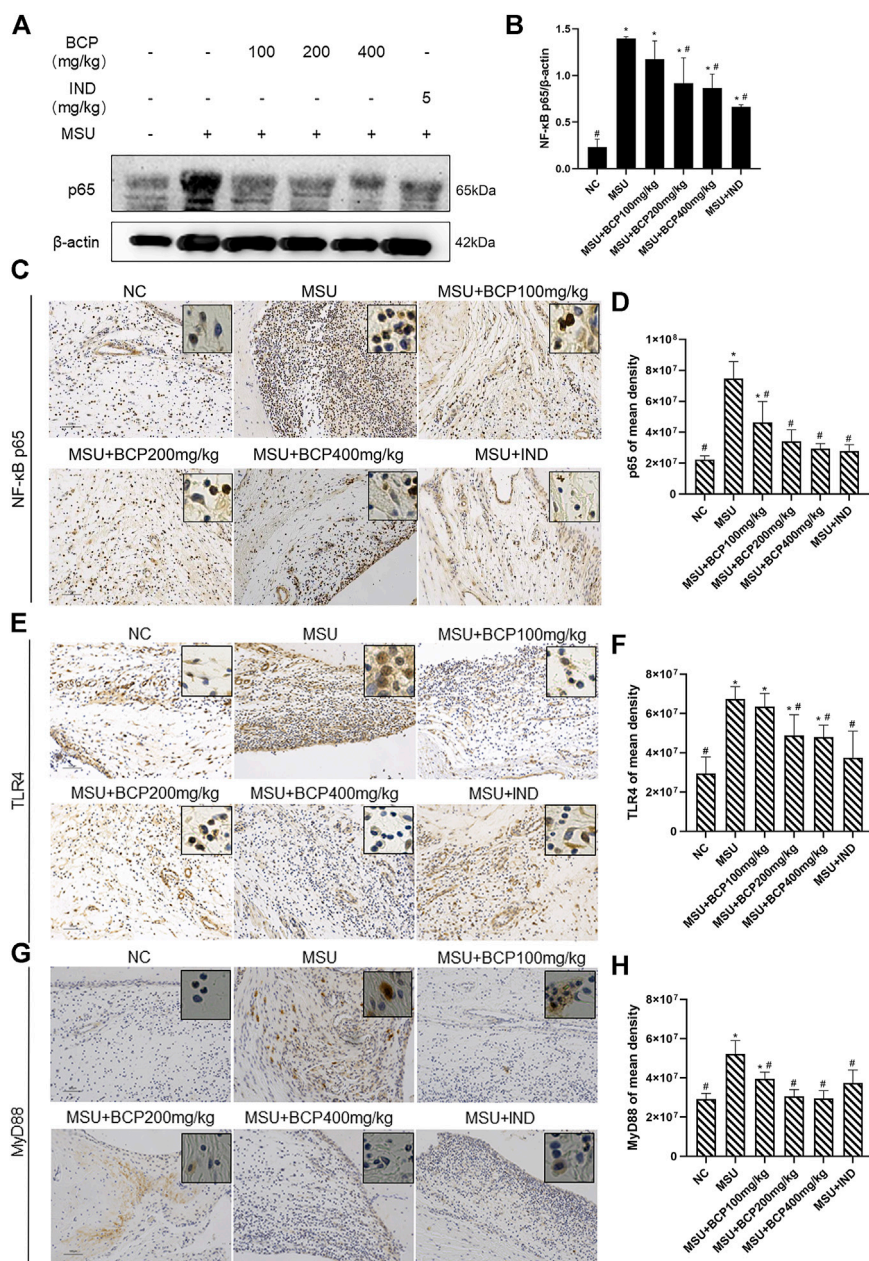 A
BCP
(mg/kg)
- - 100 200 400 -
IND
(mg/kg)
- - - - - 5
MSU - + + + + +
p65
65kDa
β-actin
42kDa
B
NF-κB p65/β-actin
1.5
1.0
0.5
0.0
# * * * # * # * #
NC
MSU
MSU+BCP100mg/kg
MSU+BCP200mg/kg
MSU+BCP400mg/kg
MSU+IND
C
NF-κB p65
NC
MSU
MSU+BCP100mg/kg
MSU+BCP200mg/kg
MSU+BCP400mg/kg
MSU+IND
D
p65 of mean density
1×10⁸
8×10⁷
6×10⁷
4×10⁷
2×10⁷
0
# * * # # # #
NC
MSU
MSU+BCP100mg/kg
MSU+BCP200mg/kg
MSU+BCP400mg/kg
MSU+IND
E
TLR4
NC
MSU
MSU+BCP100mg/kg
MSU+BCP200mg/kg
MSU+BCP400mg/kg
MSU+IND
F
TLR4 of mean density
8×10⁷
6×10⁷
4×10⁷
2×10⁷
0
# * * * # * # #
NC
MSU
MSU+BCP100mg/kg
MSU+BCP200mg/kg
MSU+BCP400mg/kg
MSU+IND
G
MyD88
NC
MSU
MSU+BCP100mg/kg
MSU+BCP200mg/kg
MSU+BCP400mg/kg
MSU+IND
H
MyD88 of mean density
8×10⁷
6×10⁷
4×10⁷
2×10⁷
0
# * * # # # #
NC
MSU
MSU+BCP100mg/kg
MSU+BCP200mg/kg
MSU+BCP400mg/kg
MSU+IND